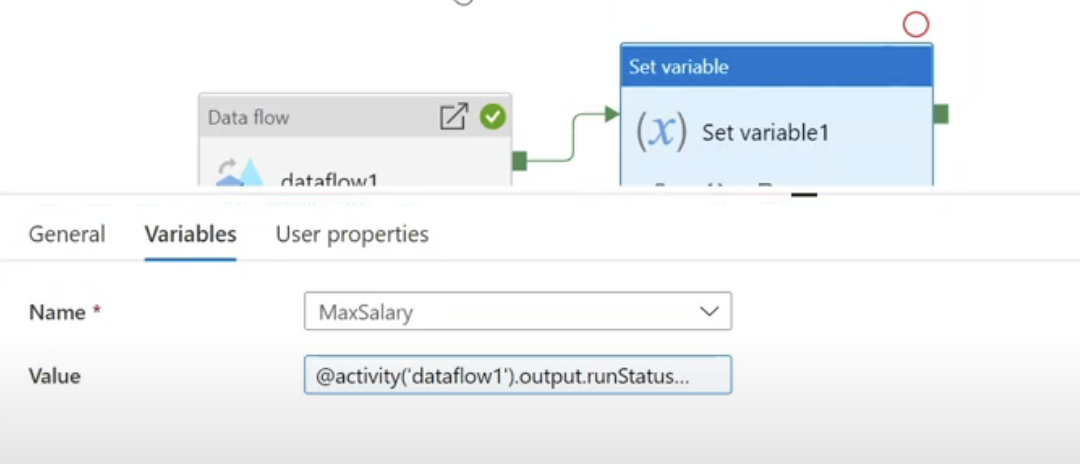 Set variable
Data flow
(x) Set variable1
dataflow1
General Variables User properties
Name * MaxSalary
Value @activity('dataflow1').output.runStatus...